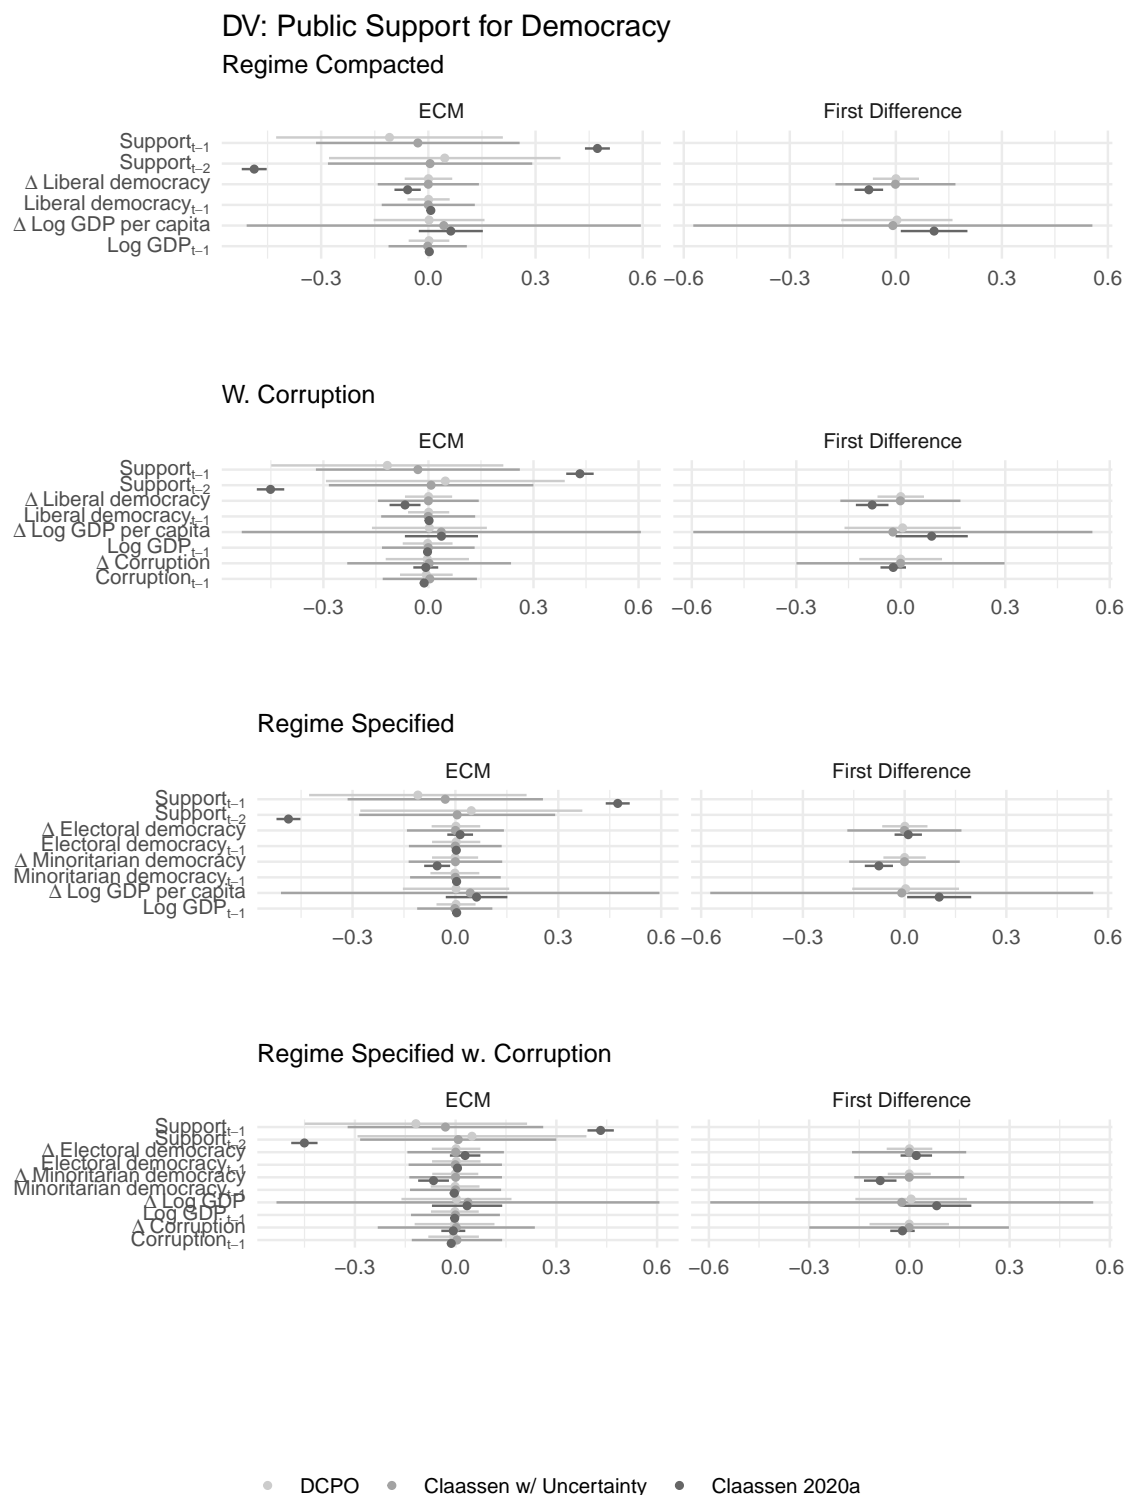 DV: Public Support for Democracy
Regime Compacted
ECM First Difference
Support t−1
Support t−2
Δ Liberal democracy
Liberal democracy t−1
Δ Log GDP per capita
Log GDP t−1
−0.3 0.0 0.3 0.6 −0.6 −0.3 0.0 0.3 0.6
W. Corruption
ECM First Difference
Support t−1
Support t−2
Δ Liberal democracy
Liberal democracy t−1
Δ Log GDP per capita
Log GDP t−1
Δ Corruption
Corruption t−1
−0.3 0.0 0.3 0.6 −0.6 −0.3 0.0 0.3 0.6
Regime Specified
ECM First Difference
Support t−1
Support t−2
Δ Electoral democracy
Electoral democracy t−1
Δ Minoritarian democracy
Minoritarian democracy t−1
Δ Log GDP per capita
Log GDP t−1
−0.3 0.0 0.3 0.6 −0.6 −0.3 0.0 0.3 0.6
Regime Specified w. Corruption
ECM First Difference
Support t−1
Support t−2
Δ Electoral democracy
Electoral democracy t−1
Δ Minoritarian democracy
Minoritarian democracy t−1
Δ Log GDP
Log GDP t−1
Δ Corruption
Corruption t−1
−0.3 0.0 0.3 0.6 −0.6 −0.3 0.0 0.3 0.6
DCPO Claassen w/ Uncertainty Claassen 2020a